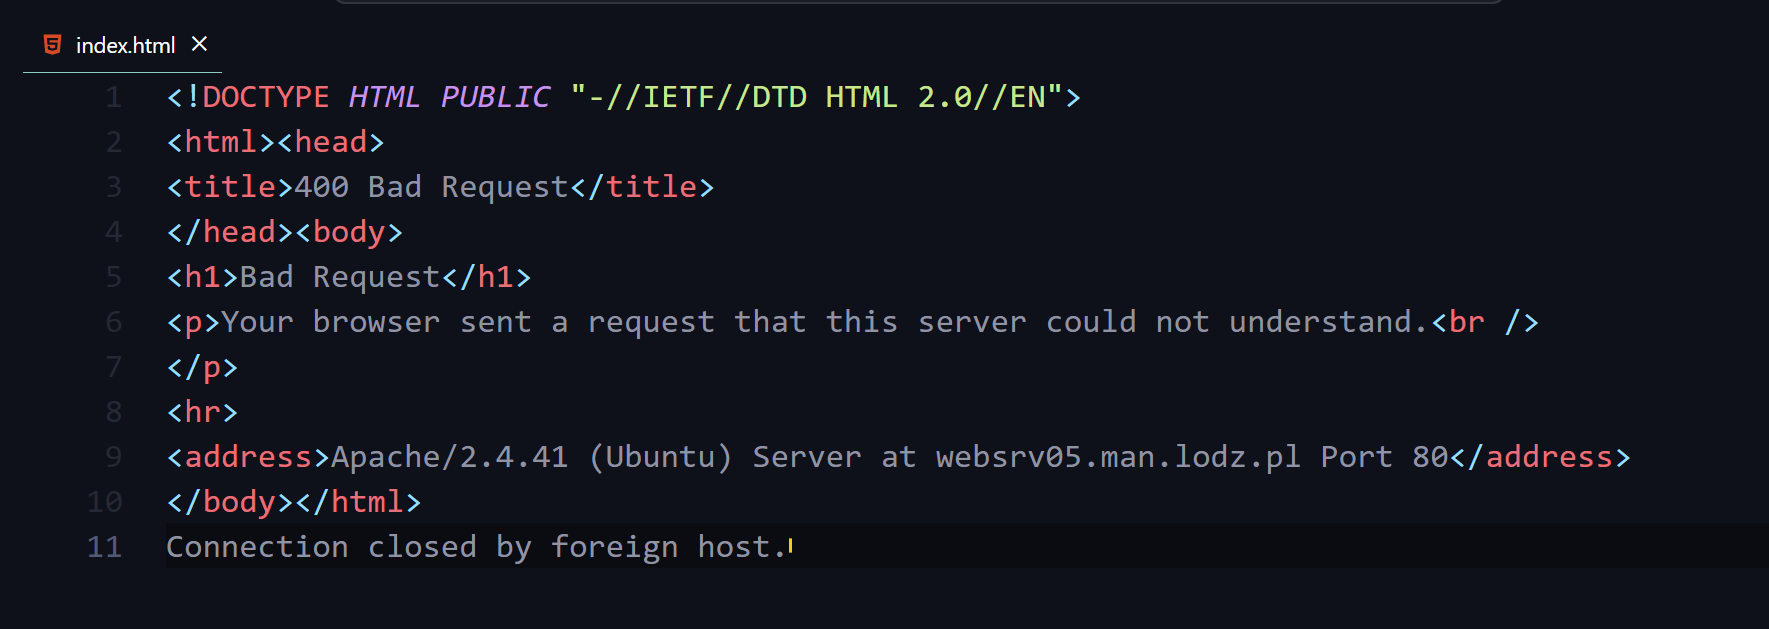 index.html
1 <!DOCTYPE HTML PUBLIC "-//IETF//DTD HTML 2.0//EN">
2 <html><head>
3 <title>400 Bad Request</title>
4 </head><body>
5 <h1>Bad Request</h1>
6 <p>Your browser sent a request that this server could not understand.<br />
7 </p>
8 <hr>
9 <address>Apache/2.4.41 (Ubuntu) Server at websrv05.man.lodz.pl Port 80</address>
10 </body></html>
11 Connection closed by foreign host.